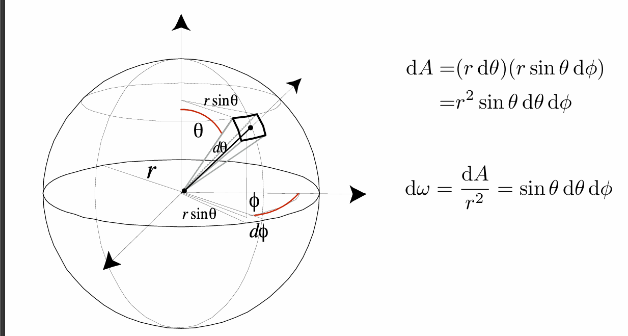 r sinθ
θ
dθ
r
r sinθ
ϕ
dϕ
dA =(r dθ)(r sin θ dϕ)
=r² sin θ dθ dϕ
dω = dA/r² = sin θ dθ dϕ